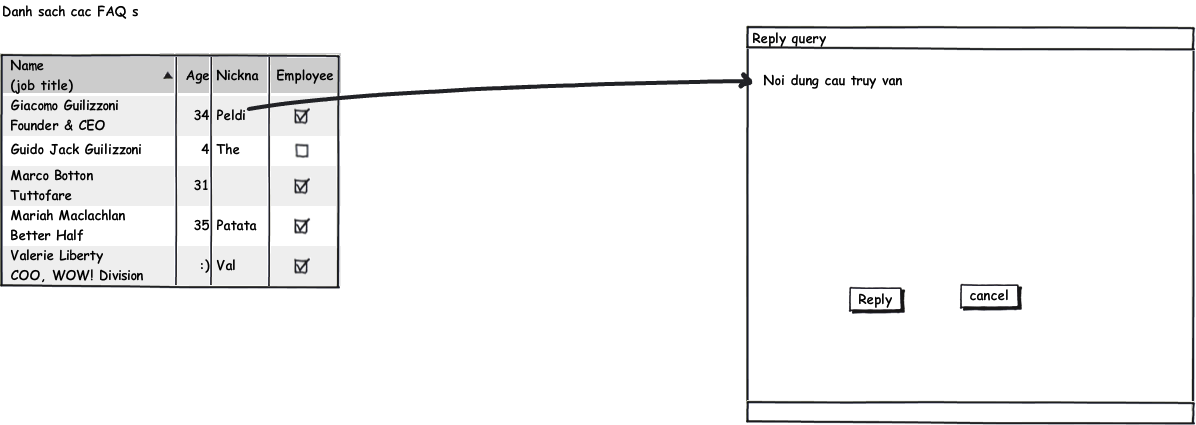 Danh sach cac FAQ s
Name
(job title)
Age
Nickna
Employee
Giacomo Guilizzoni
Founder & CEO
34
Peldi
Guido Jack Guilizzoni
4
The
Marco Botton
Tuttofare
31
Mariah Maclachlan
Better Half
35
Patata
Valerie Liberty
COO, WOW! Division
:)
Val
Reply query
Noi dung cau truy van
Reply
cancel